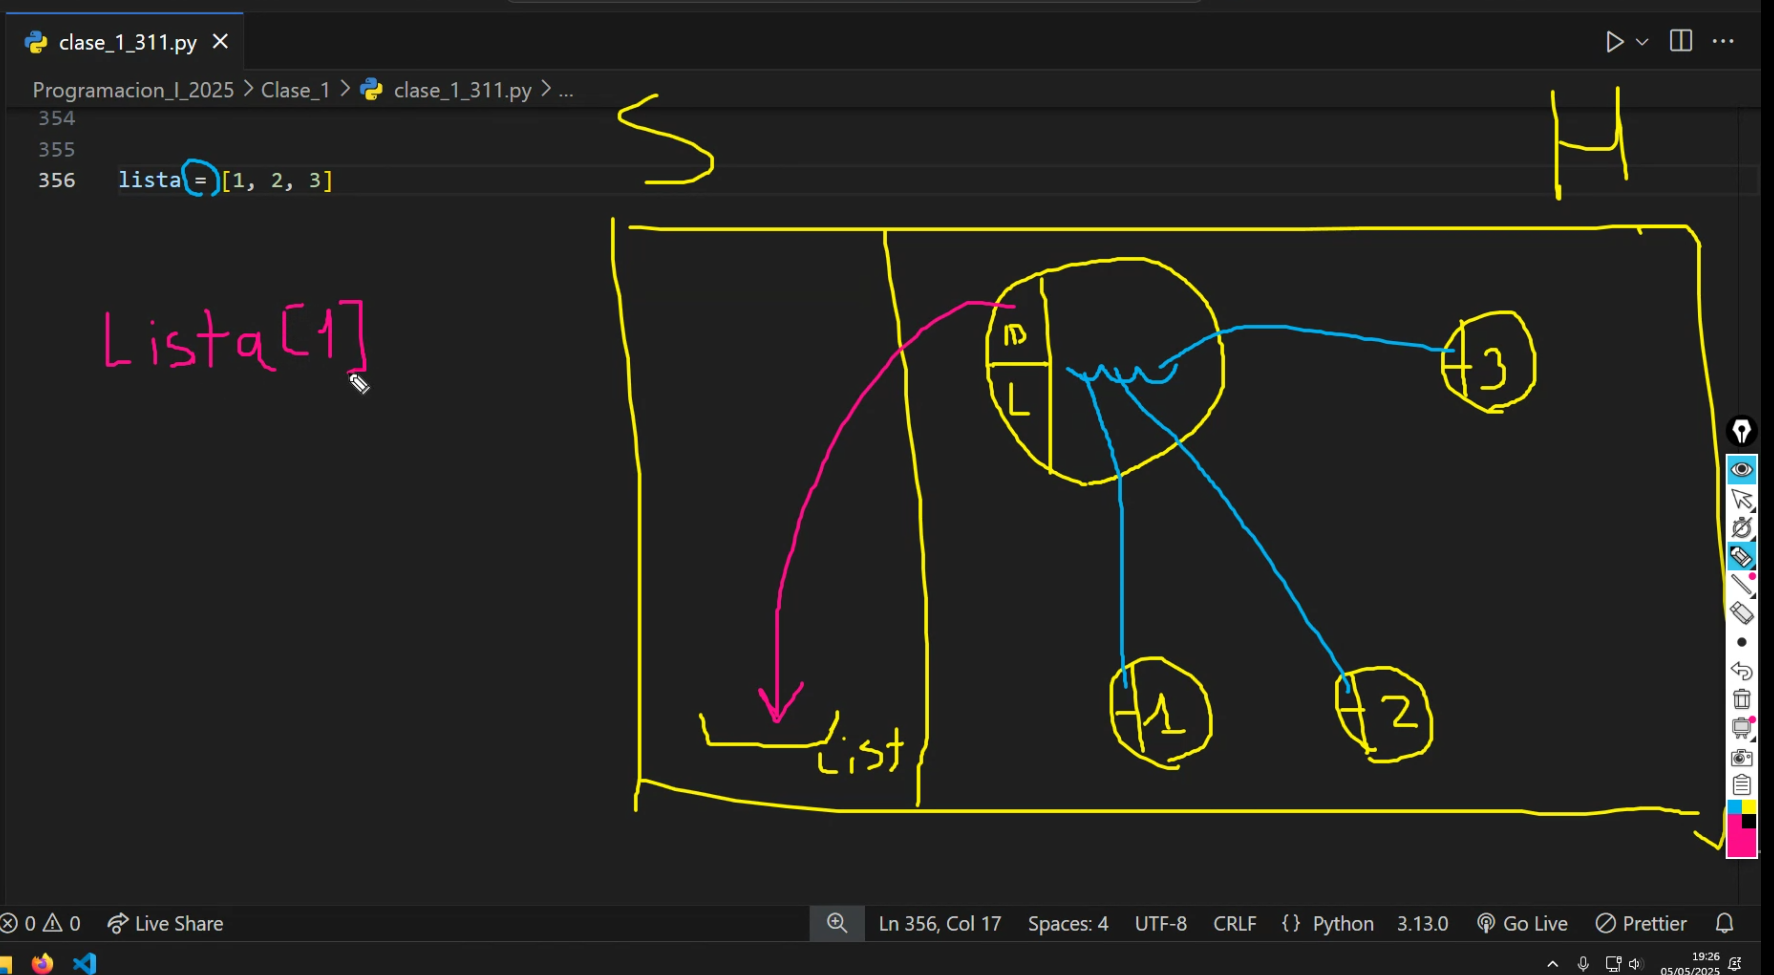 clase_1_311.py
Programacion_I_2025 > Clase_1 > clase_1_311.py > ...
354
355
356 lista = [1, 2, 3]
S
H
Lista[1]
D
L
3
1
2
List
0 0 Live Share
Ln 356, Col 17 Spaces: 4 UTF-8 CRLF {} Python 3.13.0 Go Live Prettier
19:26
05/05/2025